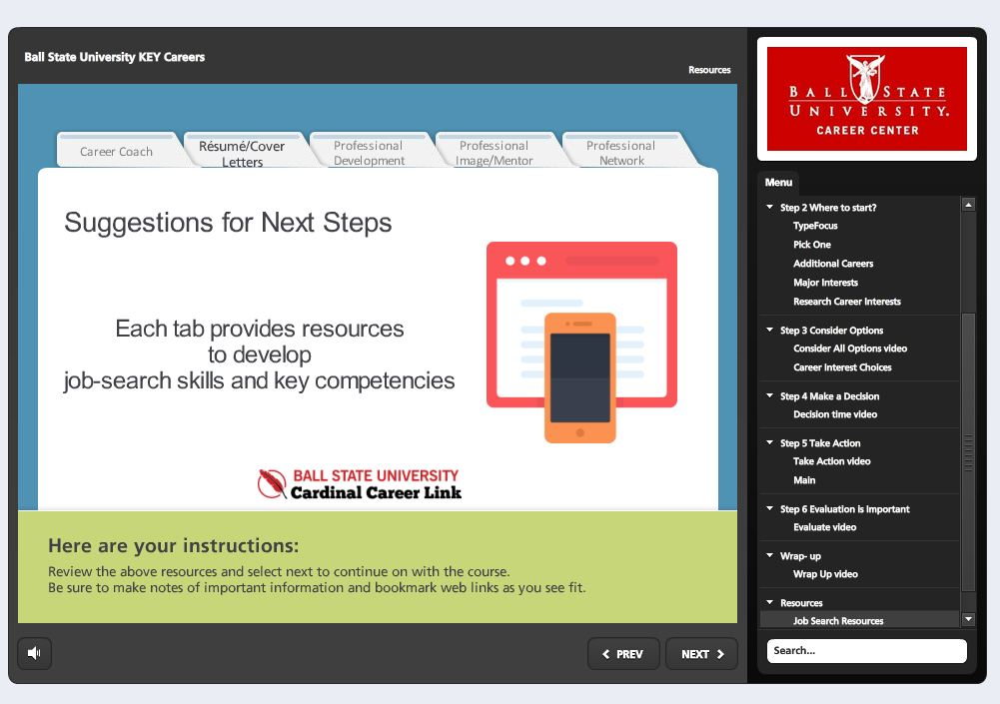 Ball State University KEY Careers
Resources
Career Coach
Résumé/Cover
Letters
Professional
Development
Professional
Image/Mentor
Professional
Network
Suggestions for Next Steps
Each tab provides resources
to develop
job-search skills and key competencies
BALL STATE UNIVERSITY
Cardinal Career Link
Here are your instructions:
Review the above resources and select next to continue on with the course.
Be sure to make notes of important information and bookmark web links as you see fit.
PREV
NEXT
BALL STATE
UNIVERSITY.
CAREER CENTER
Menu
Step 2 Where to start?
TypeFocus
Pick One
Additional Careers
Major Interests
Research Career Interests
Step 3 Consider Options
Consider All Options video
Career Interest Choices
Step 4 Make a Decision
Decision time video
Step 5 Take Action
Take Action video
Main
Step 6 Evaluation is Important
Evaluate video
Wrap- up
Wrap Up video
Resources
Job Search Resources
Search...